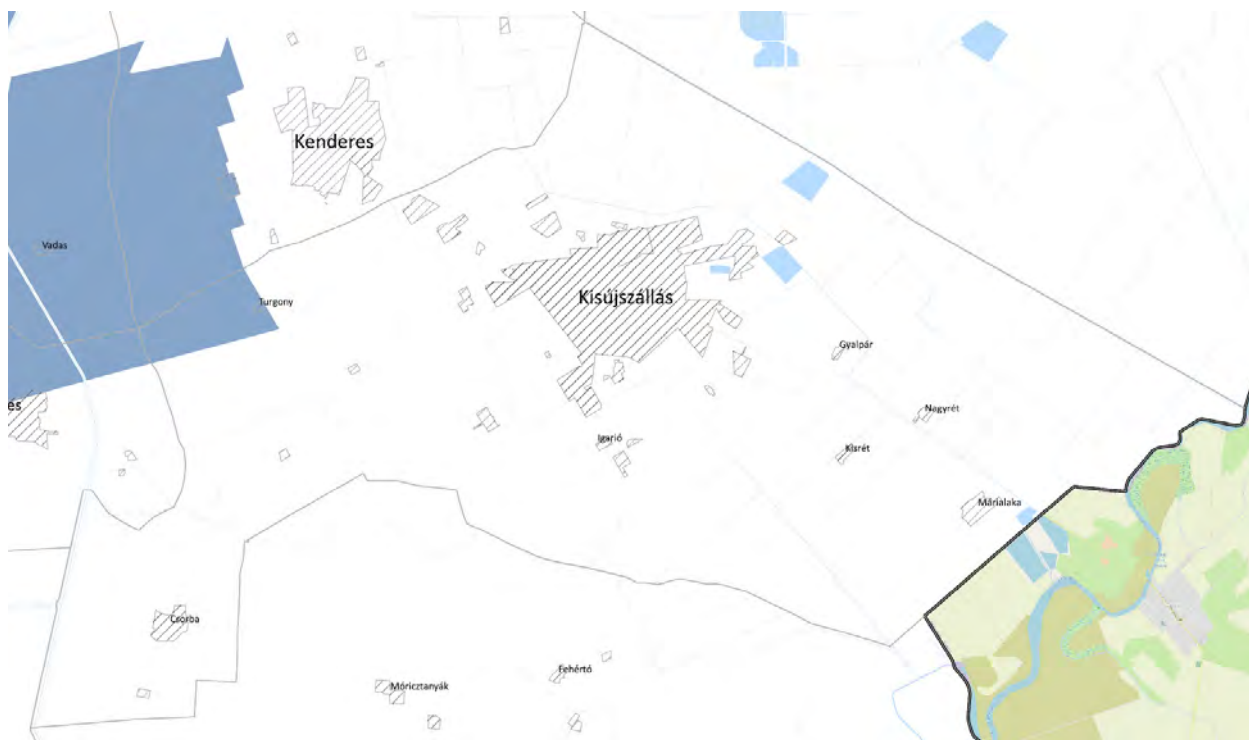 Kenderes
Vadas
Kisújszállás
Turgony
Gyalpár
es
Nagyrét
Igarió
Kisrét
Márialaka
Csorba
Fehértó
Móricztanyák